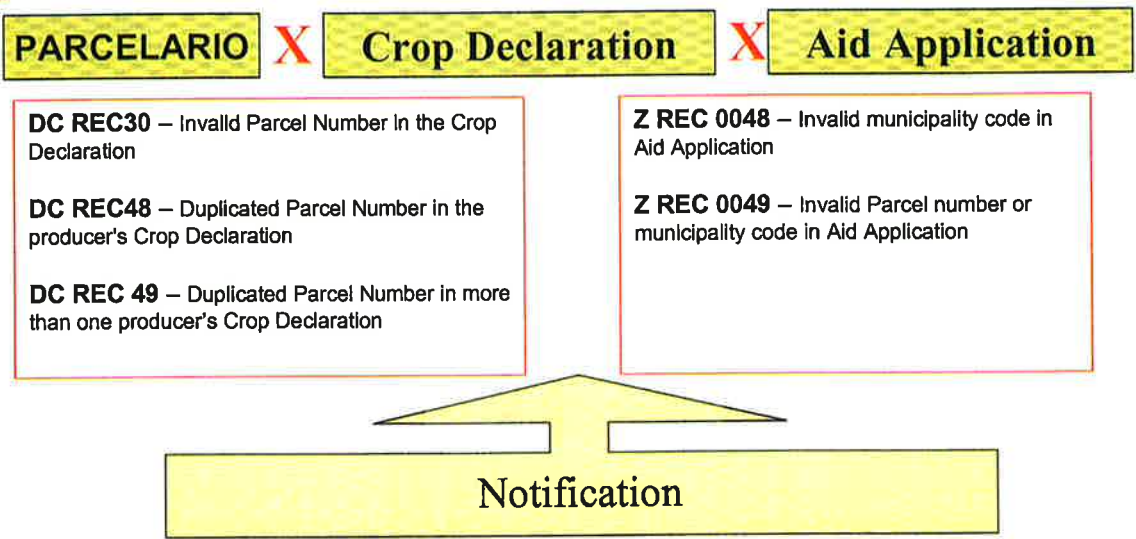 PARCELARIO X Crop Declaration X Aid Application
DC REC30 – Invalid Parcel Number in the Crop
Declaration
DC REC48 – Duplicated Parcel Number in the
producer's Crop Declaration
DC REC 49 – Duplicated Parcel Number in more
than one producer's Crop Declaration
Z REC 0048 – Invalid municipality code in
Aid Application
Z REC 0049 – Invalid Parcel number or
municipality code in Aid Application
Notification